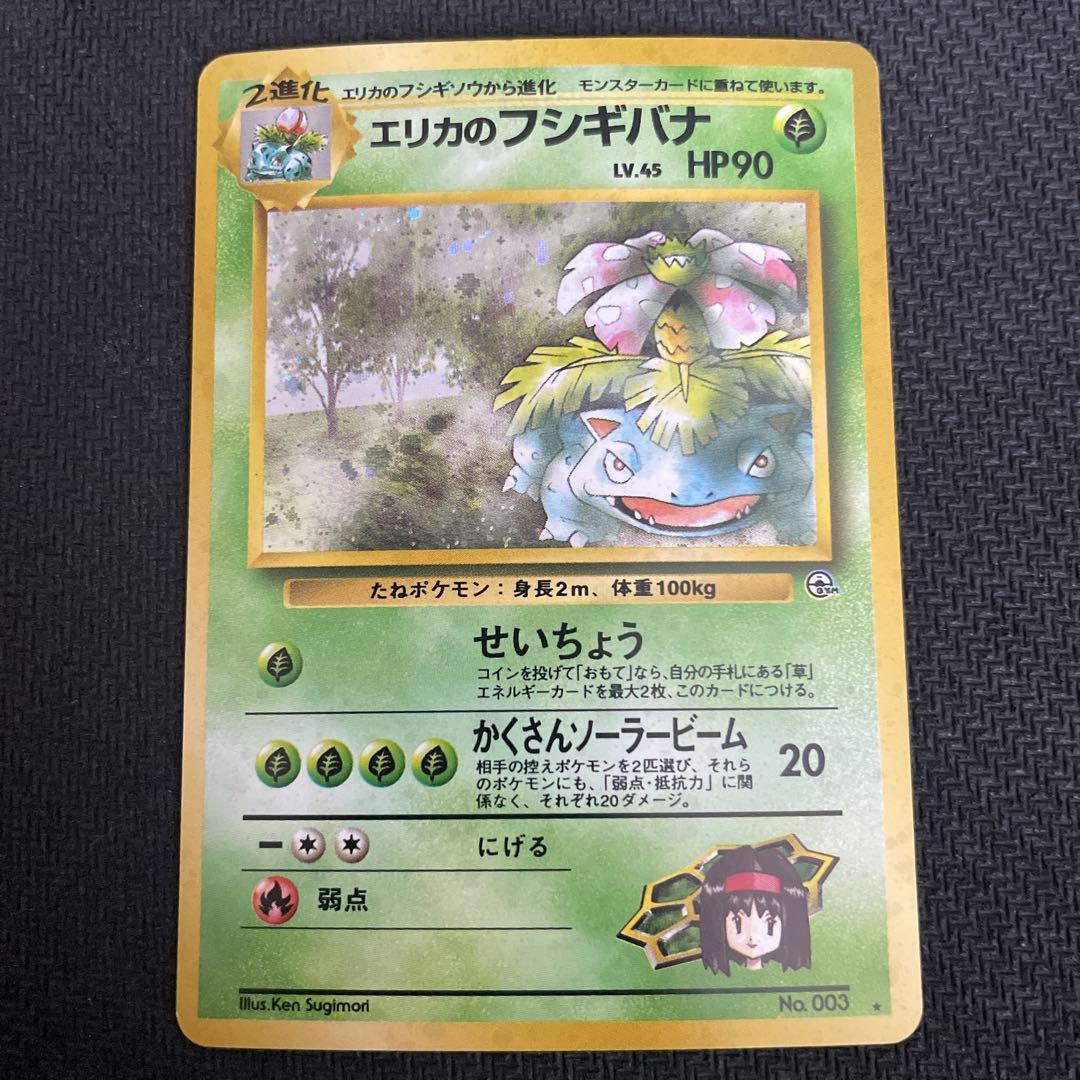 2進化 エリカのフシギソウから進化 モンスターカードに重ねて使います。
エリカのフシギバナ
LV.45 HP90
たねポケモン：身長2m、体重100kg
GYM
せいちょう
コインを投げて「おもて」なら、自分の手札にある「草」
エネルギーカードを最大2枚、このカードにつける。
かくさんソーラービーム 20
相手の控えポケモンを2匹選び、それら
のポケモンにも、「弱点・抵抗力」に関
係なく、それぞれ20ダメージ。
にげる
弱点
Illus.Ken Sugimori No. 003 ★